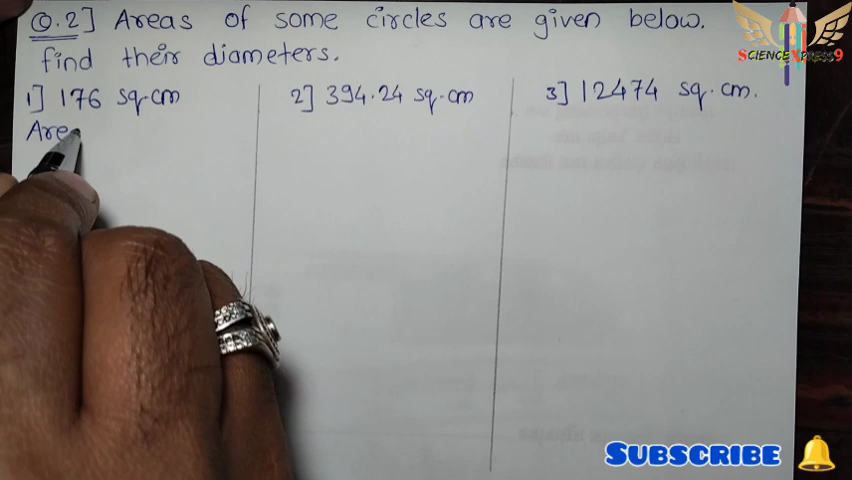 Q.2] Areas of some circles are given below.
find their diameters.
1] 176 sq.cm
2] 394.24 sq.cm
3] 12474 sq.cm.
Are
SCIENCEXPRESS9
SUBSCRIBE